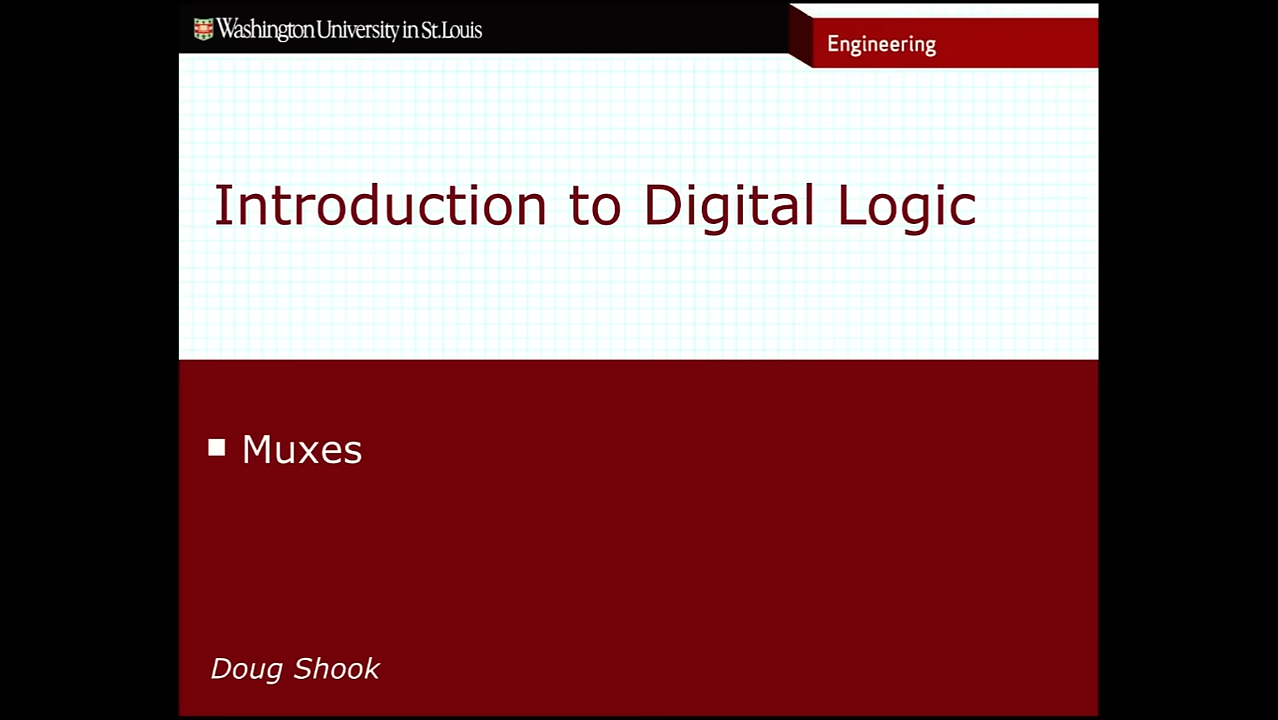 Washington University in St.Louis
Engineering
Introduction to Digital Logic
Muxes
Doug Shook